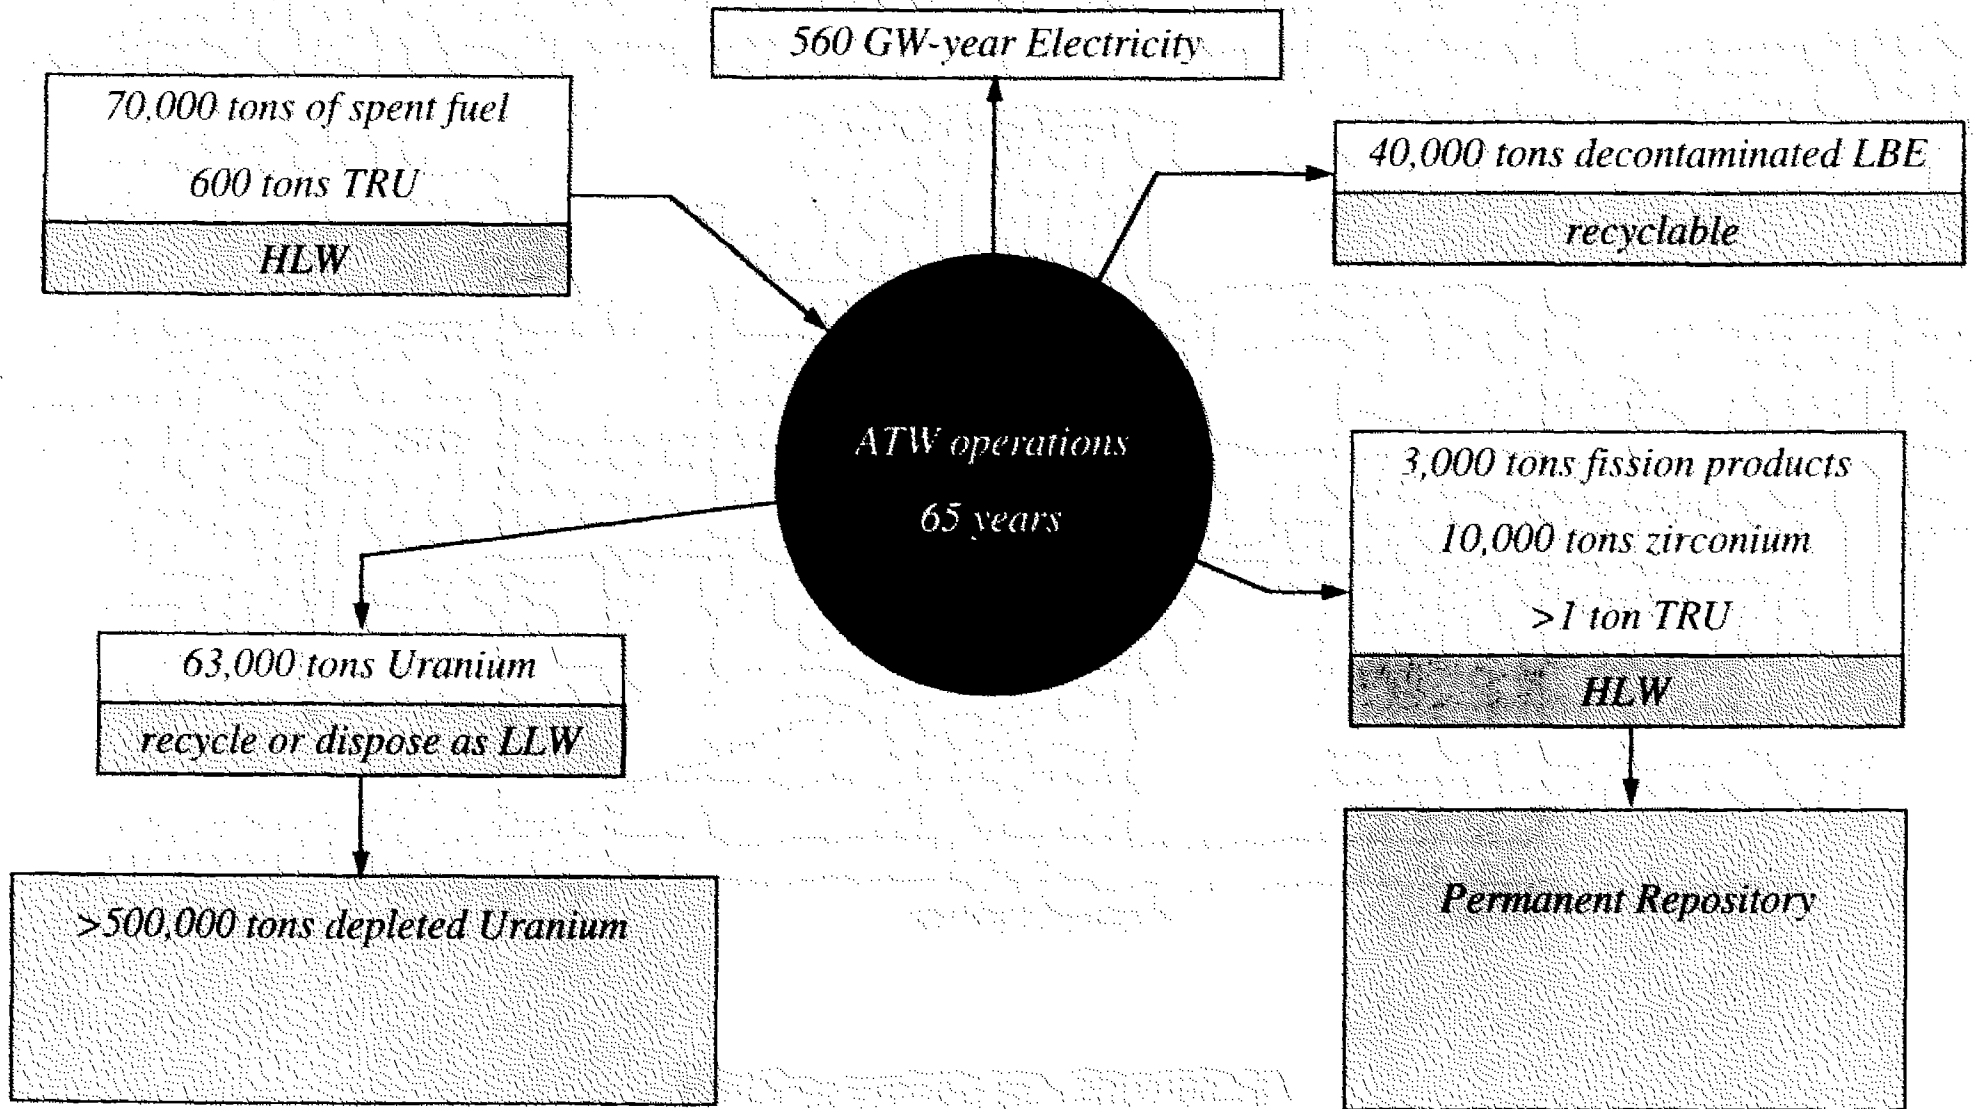 560 GW-year Electricity
70,000 tons of spent fuel
600 tons TRU
HLW
40,000 tons decontaminated LBE
recyclable
ATW operations
65 years
3,000 tons fission products
10,000 tons zirconium
>1 ton TRU
HLW
63,000 tons Uranium
recycle or dispose as LLW
>500,000 tons depleted Uranium
Permanent Repository